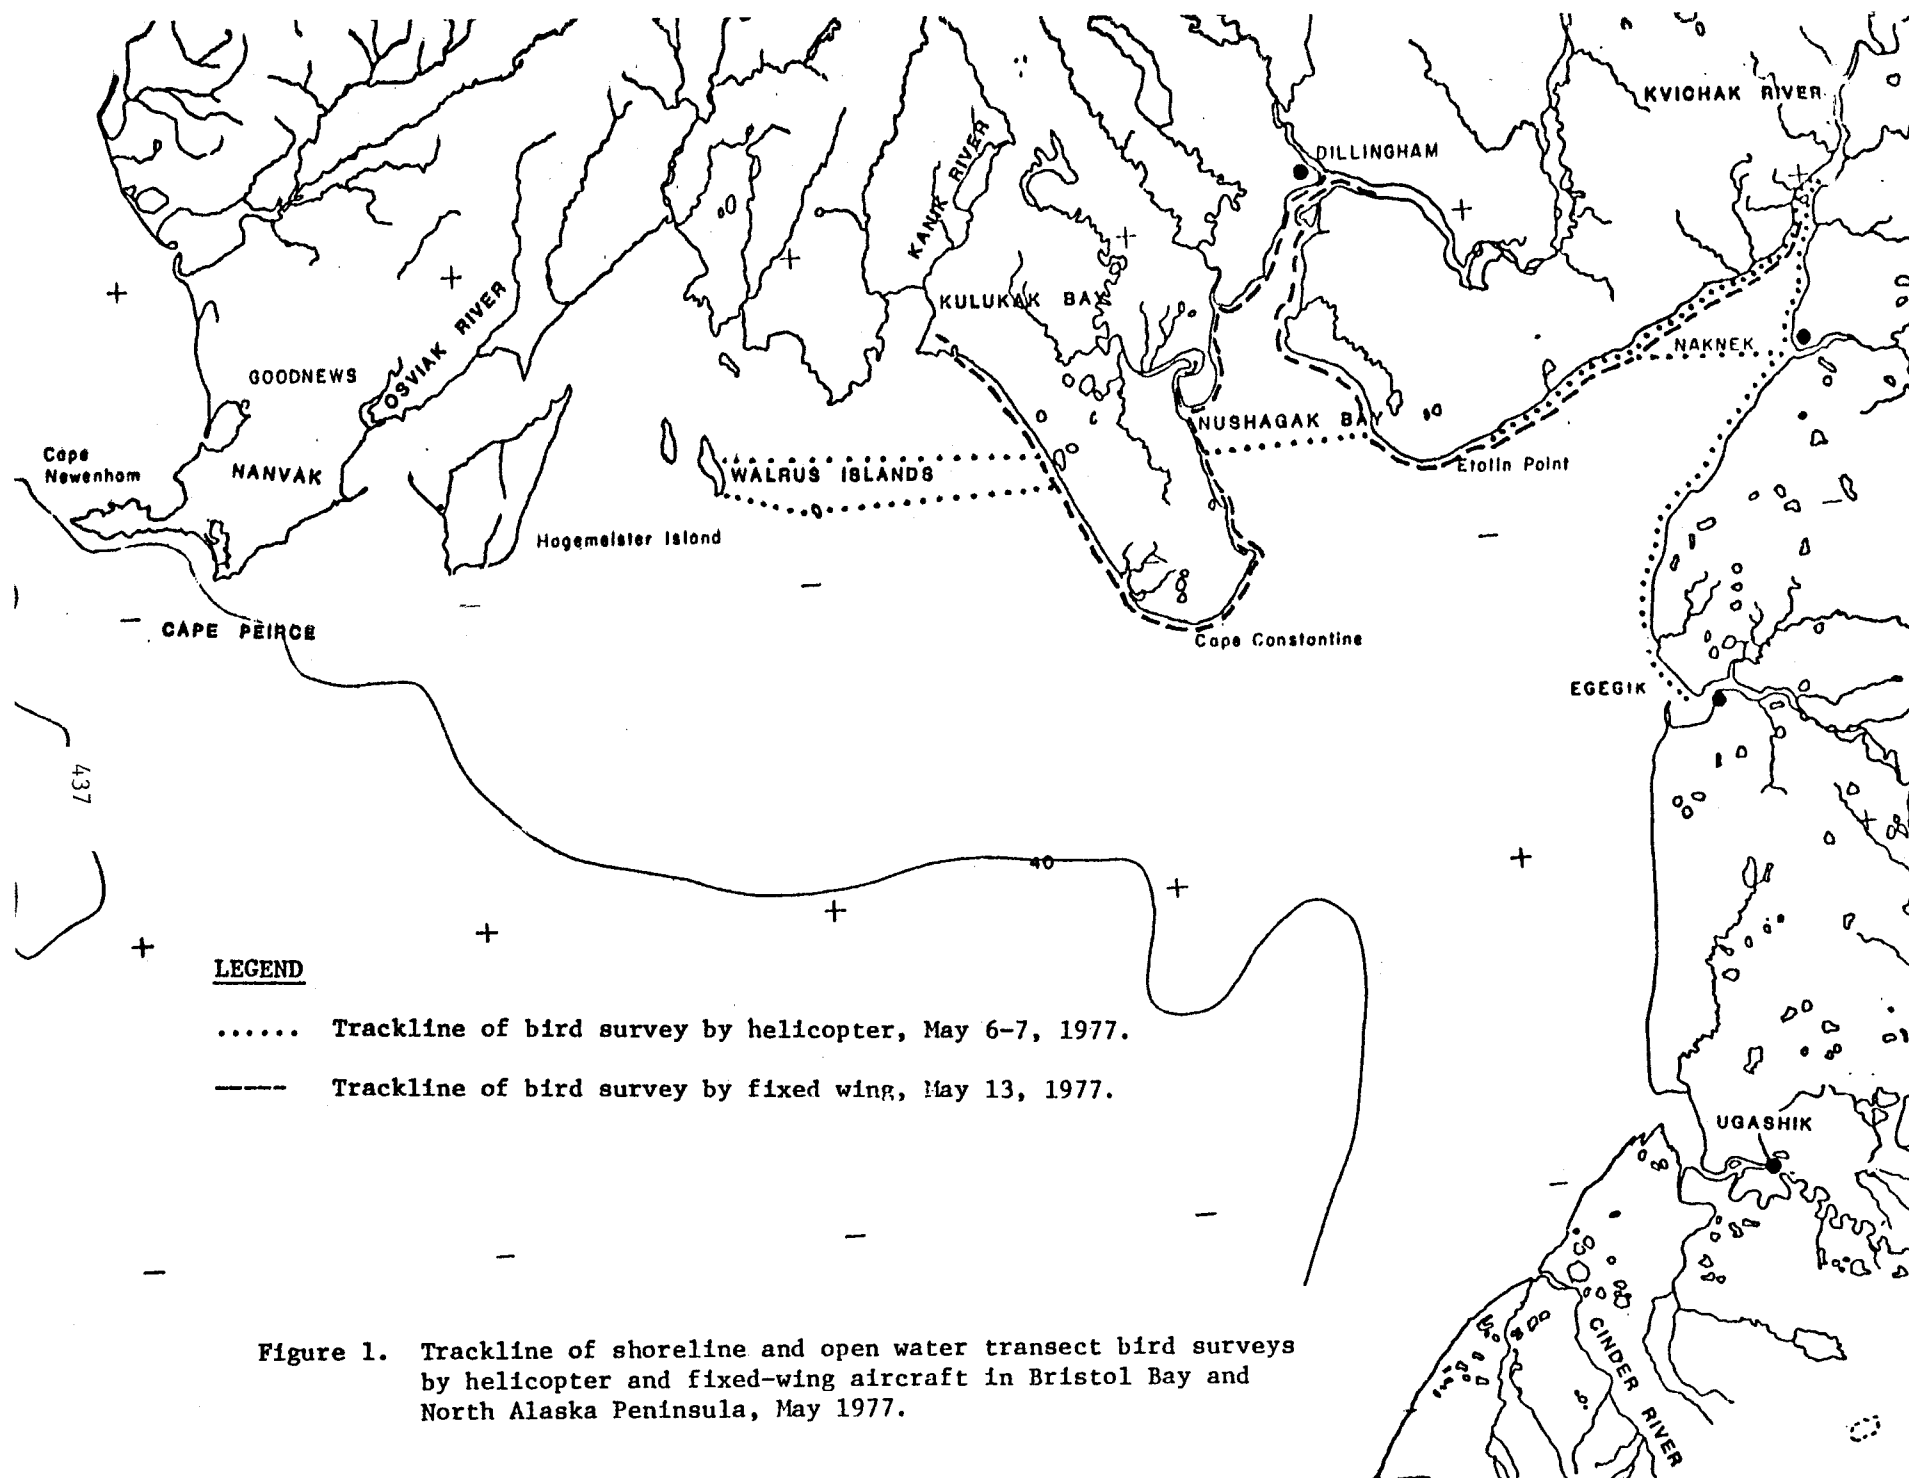 KVICHAK RIVER
DILLINGHAM
KANIK RIVER
KULUKAK BAY
OSVIAK RIVER
GOODNEWS
NAKNEK
NUSHAGAK BAY
Cape
Newenham
NANVAK
WALRUS ISLANDS
Etolin Point
Hagemeister Island
CAPE PEIRCE
Cape Constantine
EGEGIK
437
40
LEGEND
...... Trackline of bird survey by helicopter, May 6-7, 1977.
---- Trackline of bird survey by fixed wing, May 13, 1977.
UGASHIK
CINDER RIVER
Figure 1. Trackline of shoreline and open water transect bird surveys
by helicopter and fixed-wing aircraft in Bristol Bay and
North Alaska Peninsula, May 1977.